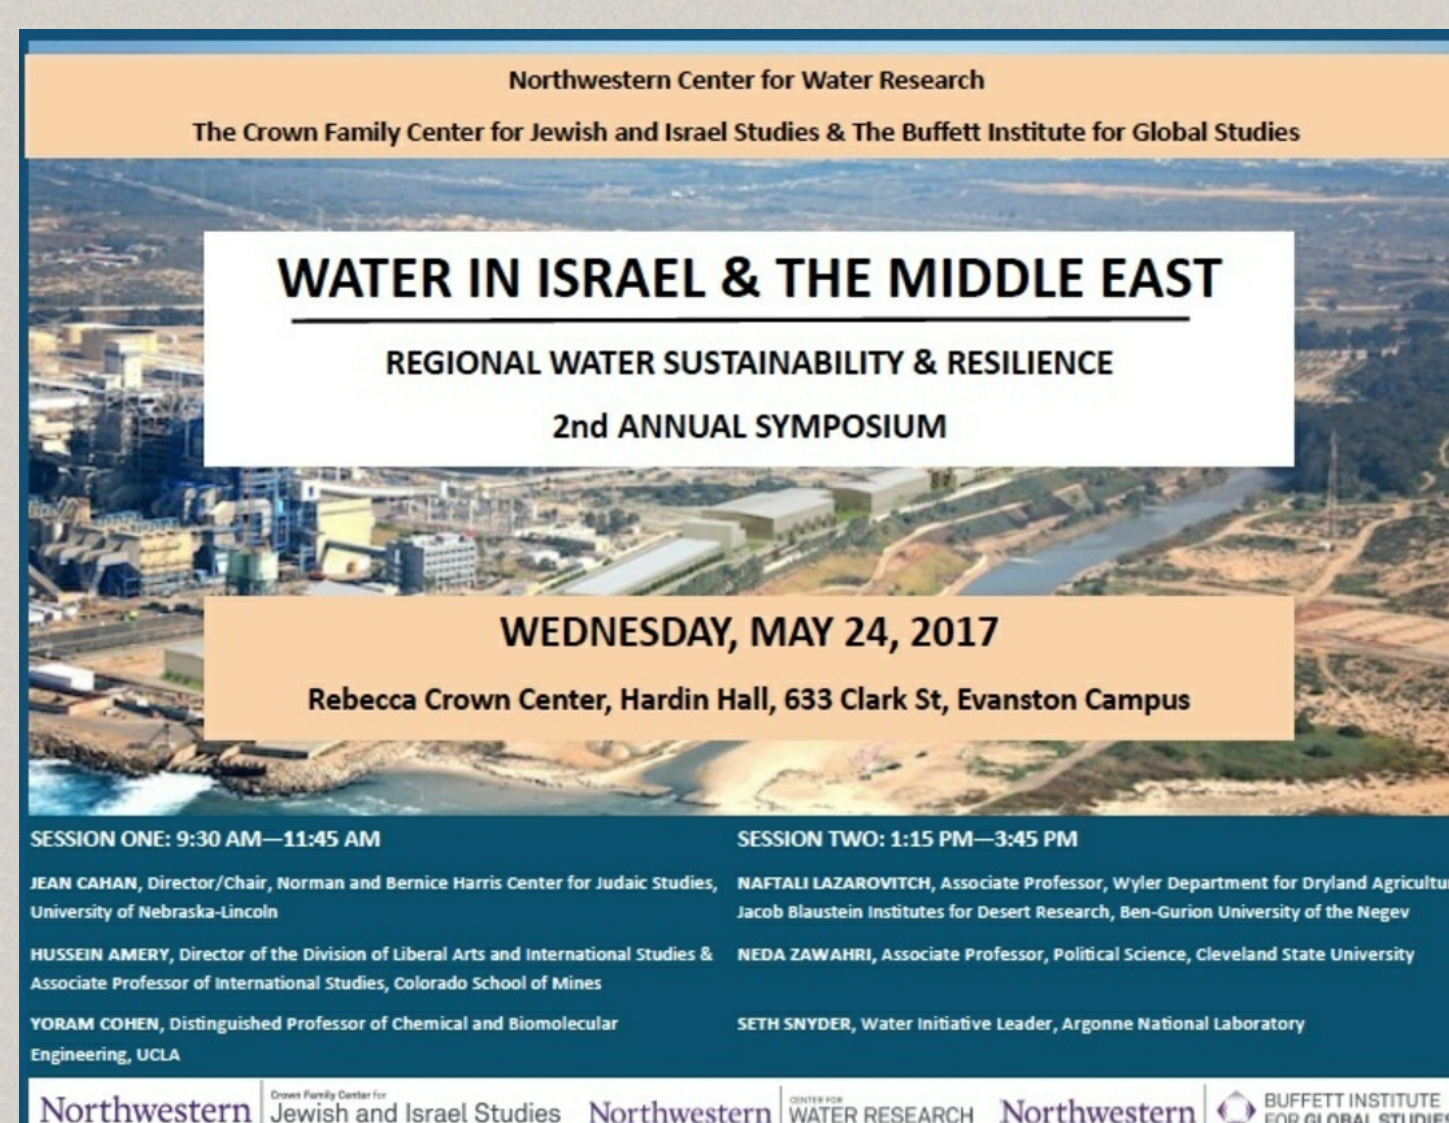 Northwestern Center for Water Research
The Crown Family Center for Jewish and Israel Studies & The Buffett Institute for Global Studies
WATER IN ISRAEL & THE MIDDLE EAST
REGIONAL WATER SUSTAINABILITY & RESILIENCE
2nd ANNUAL SYMPOSIUM
WEDNESDAY, MAY 24, 2017
Rebecca Crown Center, Hardin Hall, 633 Clark St, Evanston Campus
SESSION ONE: 9:30 AM—11:45 AM
JEAN CAHAN, Director/Chair, Norman and Bernice Harris Center for Judaic Studies,
University of Nebraska-Lincoln
HUSSEIN AMERY, Director of the Division of Liberal Arts and International Studies &
Associate Professor of International Studies, Colorado School of Mines
YORAM COHEN, Distinguished Professor of Chemical and Biomolecular
Engineering, UCLA
SESSION TWO: 1:15 PM—3:45 PM
NAFTALI LAZAROVITCH, Associate Professor, Wyler Department for Dryland
Jacob Blaustein Institutes for Desert Research, Ben-Gurion University of the Negev
NEDA ZAWAHRI, Associate Professor, Political Science, Cleveland State University
SETH SNYDER, Water Initiative Leader, Argonne National Laboratory
Northwestern
Crown Family Center for
Jewish and Israel Studies
Northwestern
CENTER FOR
WATER RESEARCH
Northwestern
BUFFETT INSTITUTE
FOR GLOBAL STUDIES